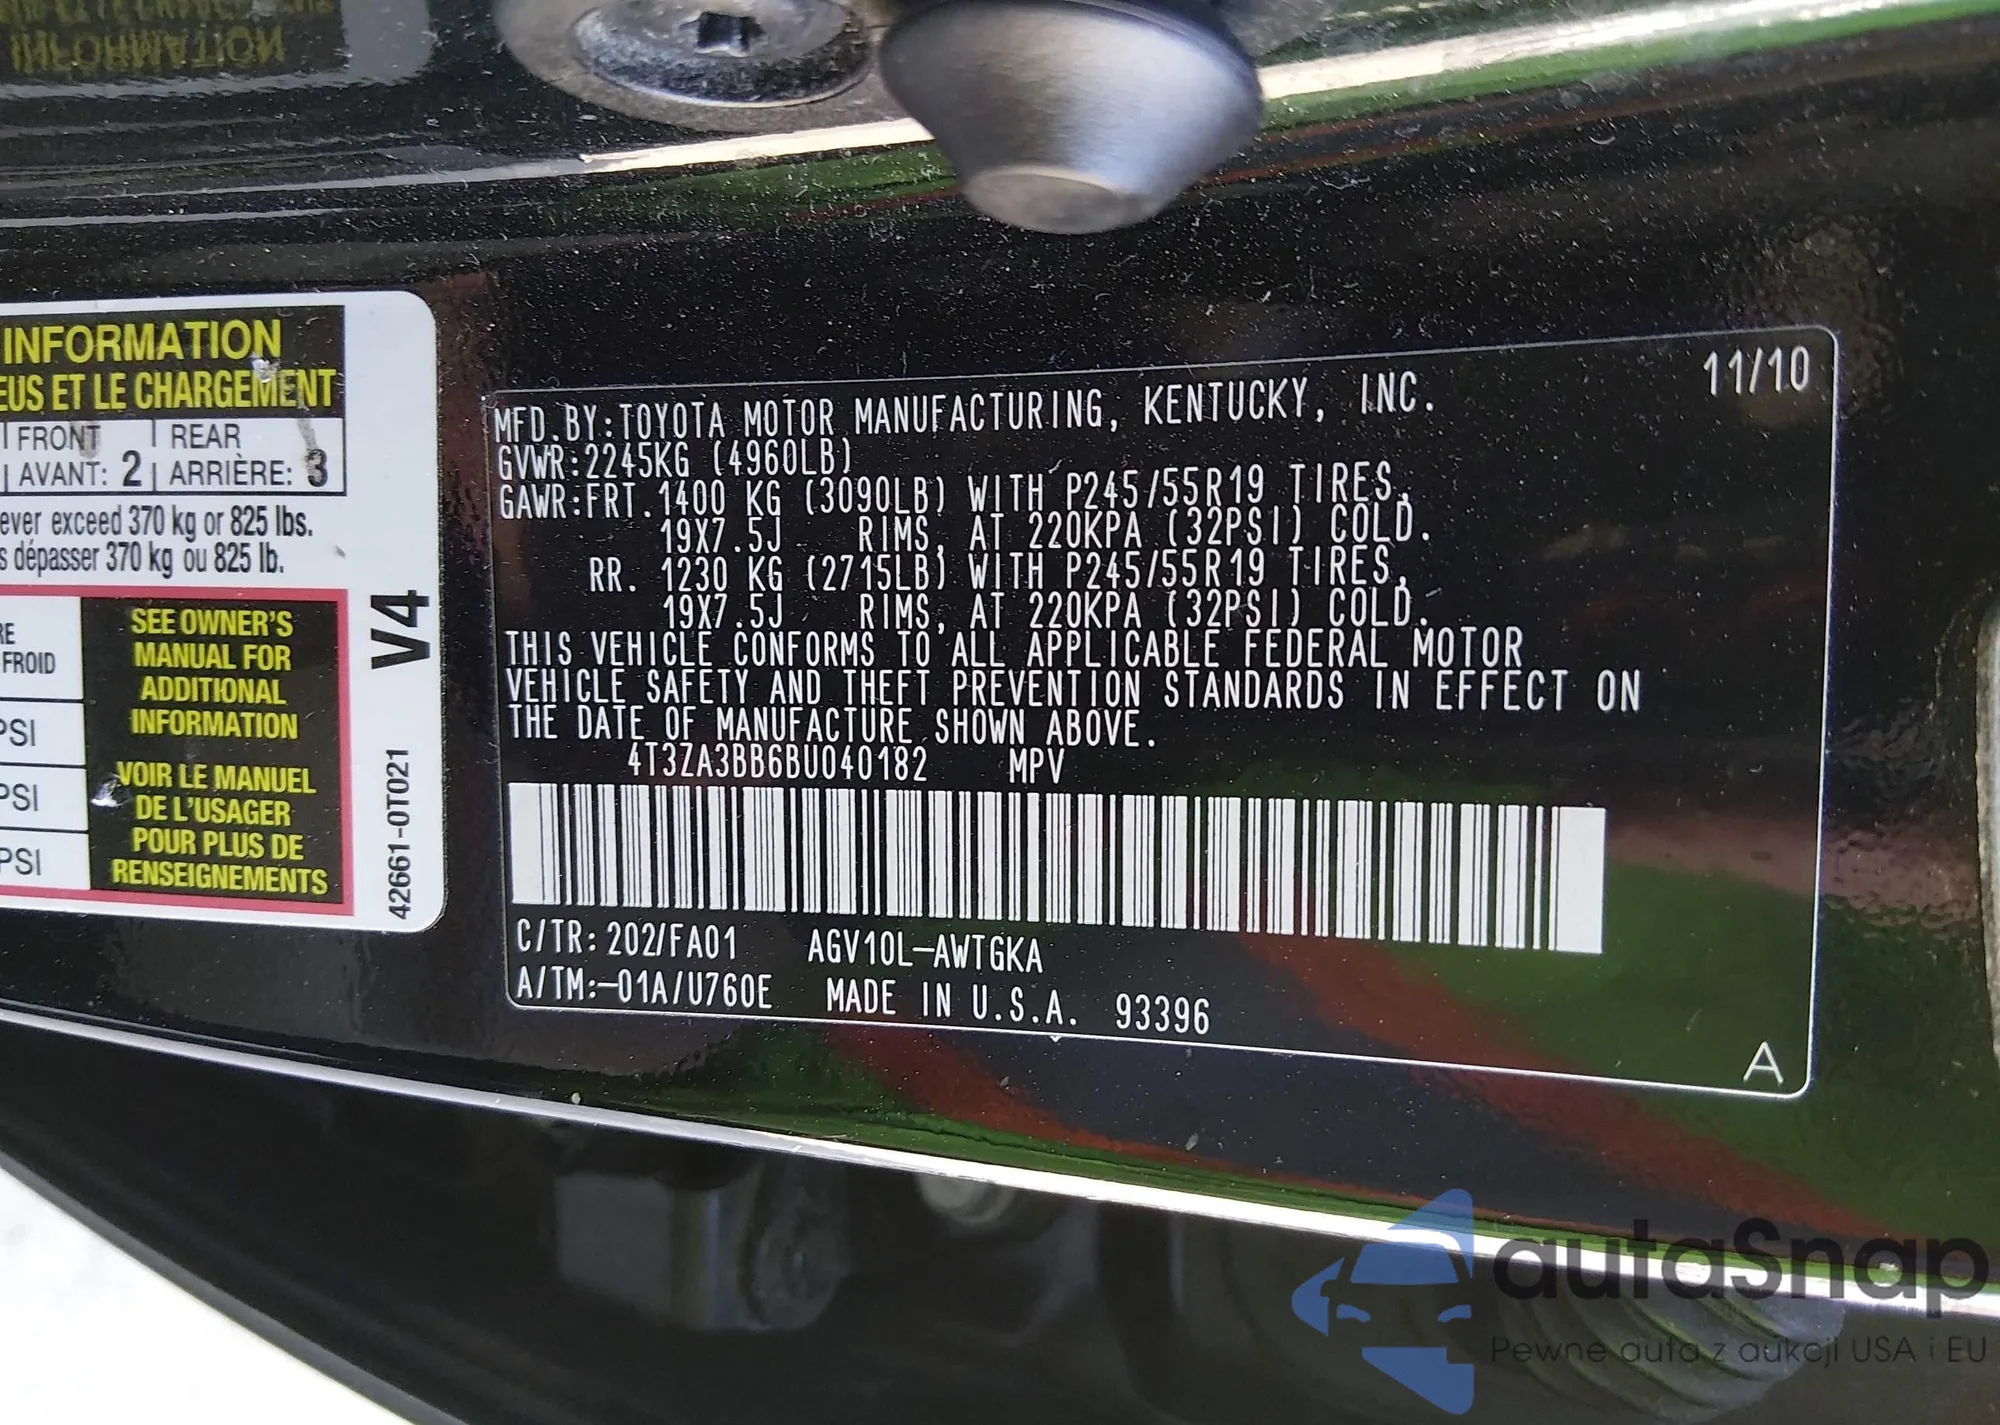 INFORMATION
INFORMATION
EUS ET LE CHARGEMENT
FRONT REAR
AVANT: 2 ARRIÈRE: 3
ever exceed 370 kg or 825 lbs.
s dépasser 370 kg ou 825 lb.
RE
FROID
PSI
PSI
PSI
SEE OWNER'S
MANUAL FOR
ADDITIONAL
INFORMATION
VOIR LE MANUEL
DE L'USAGER
POUR PLUS DE
RENSEIGNEMENTS
V4
42661-0T021
11/10
MFD.BY:TOYOTA MOTOR MANUFACTURING, KENTUCKY, INC.
GVWR:2245KG (4960LB)
GAWR:FRT.1400 KG (3090LB) WITH P245/55R19 TIRES,
19X7.5J RIMS, AT 220KPA (32PSI) COLD.
RR. 1230 KG (2715LB) WITH P245/55R19 TIRES,
19X7.5J RIMS, AT 220KPA (32PSI) COLD.
THIS VEHICLE CONFORMS TO ALL APPLICABLE FEDERAL MOTOR
VEHICLE SAFETY AND THEFT PREVENTION STANDARDS IN EFFECT ON
THE DATE OF MANUFACTURE SHOWN ABOVE.
4T3ZA3BB6BU040182 MPV
C/TR: 202/FA01 AGV10L-AWTGKA
A/TM:-01A/U760E MADE IN U.S.A. 93396
A
autaSnap
Pewne auta z aukcji USA i EU